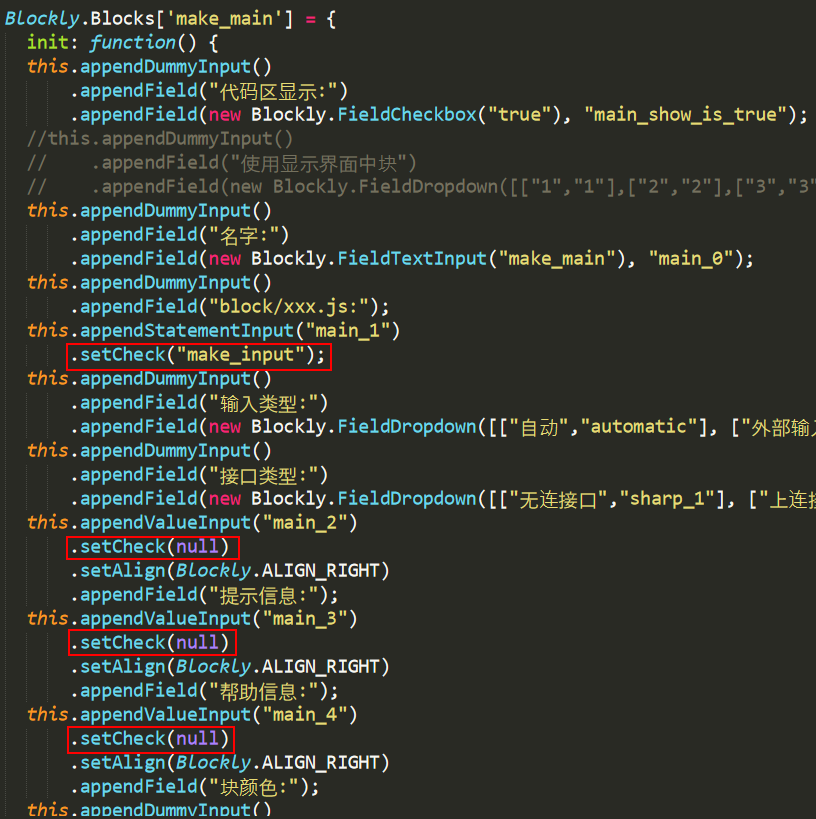 Blockly.Blocks['make_main'] = {
init: function() {
this.appendDummyInput()
.appendField("代码区显示:")
.appendField(new Blockly.FieldCheckbox("true"), "main_show_is_true");
//this.appendDummyInput()
//    .appendField("使用显示界面中块")
//    .appendField(new Blockly.FieldDropdown([["1","1"],["2","2"],["3","3"
this.appendDummyInput()
.appendField("名字:")
.appendField(new Blockly.FieldTextInput("make_main"), "main_0");
this.appendDummyInput()
.appendField("block/xxx.js:");
this.appendStatementInput("main_1")
.setCheck("make_input");
this.appendDummyInput()
.appendField("输入类型:")
.appendField(new Blockly.FieldDropdown([["自动","automatic"], ["外部输入
this.appendDummyInput()
.appendField("接口类型:")
.appendField(new Blockly.FieldDropdown([["无连接口","sharp_1"], ["上连接
this.appendValueInput("main_2")
.setCheck(null)
.setAlign(Blockly.ALIGN_RIGHT)
.appendField("提示信息:");
this.appendValueInput("main_3")
.setCheck(null)
.setAlign(Blockly.ALIGN_RIGHT)
.appendField("帮助信息:");
this.appendValueInput("main_4")
.setCheck(null)
.setAlign(Blockly.ALIGN_RIGHT)
.appendField("块颜色:");
this.appendDummyInput()